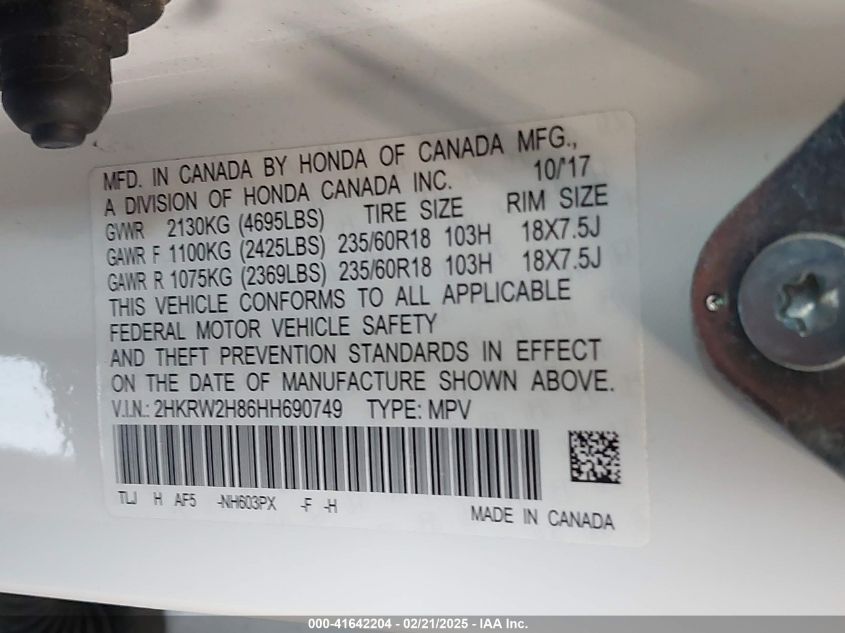 MFD. IN CANADA BY HONDA OF CANADA MFG.,
A DIVISION OF HONDA CANADA INC. 10/'17
GVWR 2130KG (4695LBS) TIRE SIZE RIM SIZE
GAWR F 1100KG (2425LBS) 235/60R18 103H 18X7.5J
GAWR R 1075KG (2369LBS) 235/60R18 103H 18X7.5J
THIS VEHICLE CONFORMS TO ALL APPLICABLE
FEDERAL MOTOR VEHICLE SAFETY
AND THEFT PREVENTION STANDARDS IN EFFECT
ON THE DATE OF MANUFACTURE SHOWN ABOVE.
V.I.N.: 2HKRW2H86HH690749 TYPE: MPV
TLJ H AF5 -NH603PX -F -H
MADE IN CANADA
000-41642204 - 02/21/2025 - IAA Inc.